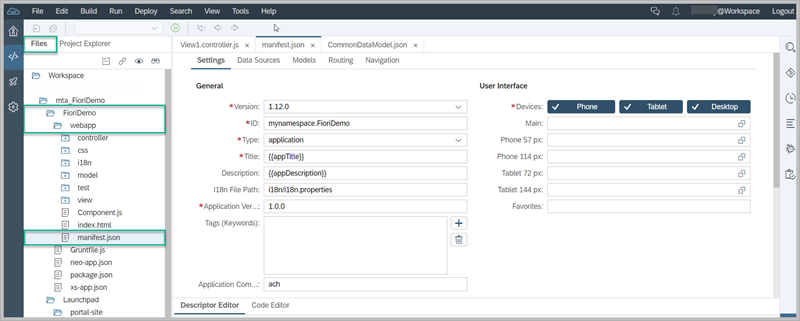 File Edit Build Run Deploy Search View Tools Help @Workspace Logout
Files Project Explorer
View1.controller.js × manifest.json × CommonDataModel.json ×
Settings Data Sources Models Routing Navigation
Workspace
mta_FioriDemo
FioriDemo
webapp
controller
css
i18n
model
test
view
Component.js
index.html
manifest.json
Gruntfile.js
neo-app.json
package.json
xs-app.json
Launchpad
portal-site
General
*Version: 1.12.0
*ID: mynamespace.FioriDemo
*Type: application
*Title: {{appTitle}}
Description: {{appDescription}}
I18N File Path: i18n/i18n.properties
*Application Ver...: 1.0.0
Tags (Keywords):
Application Com... ach
User Interface
*Devices: Phone Tablet Desktop
Main:
Phone 57 px:
Phone 114 px:
Tablet 72 px:
Tablet 144 px:
Favorites:
Descriptor Editor Code Editor